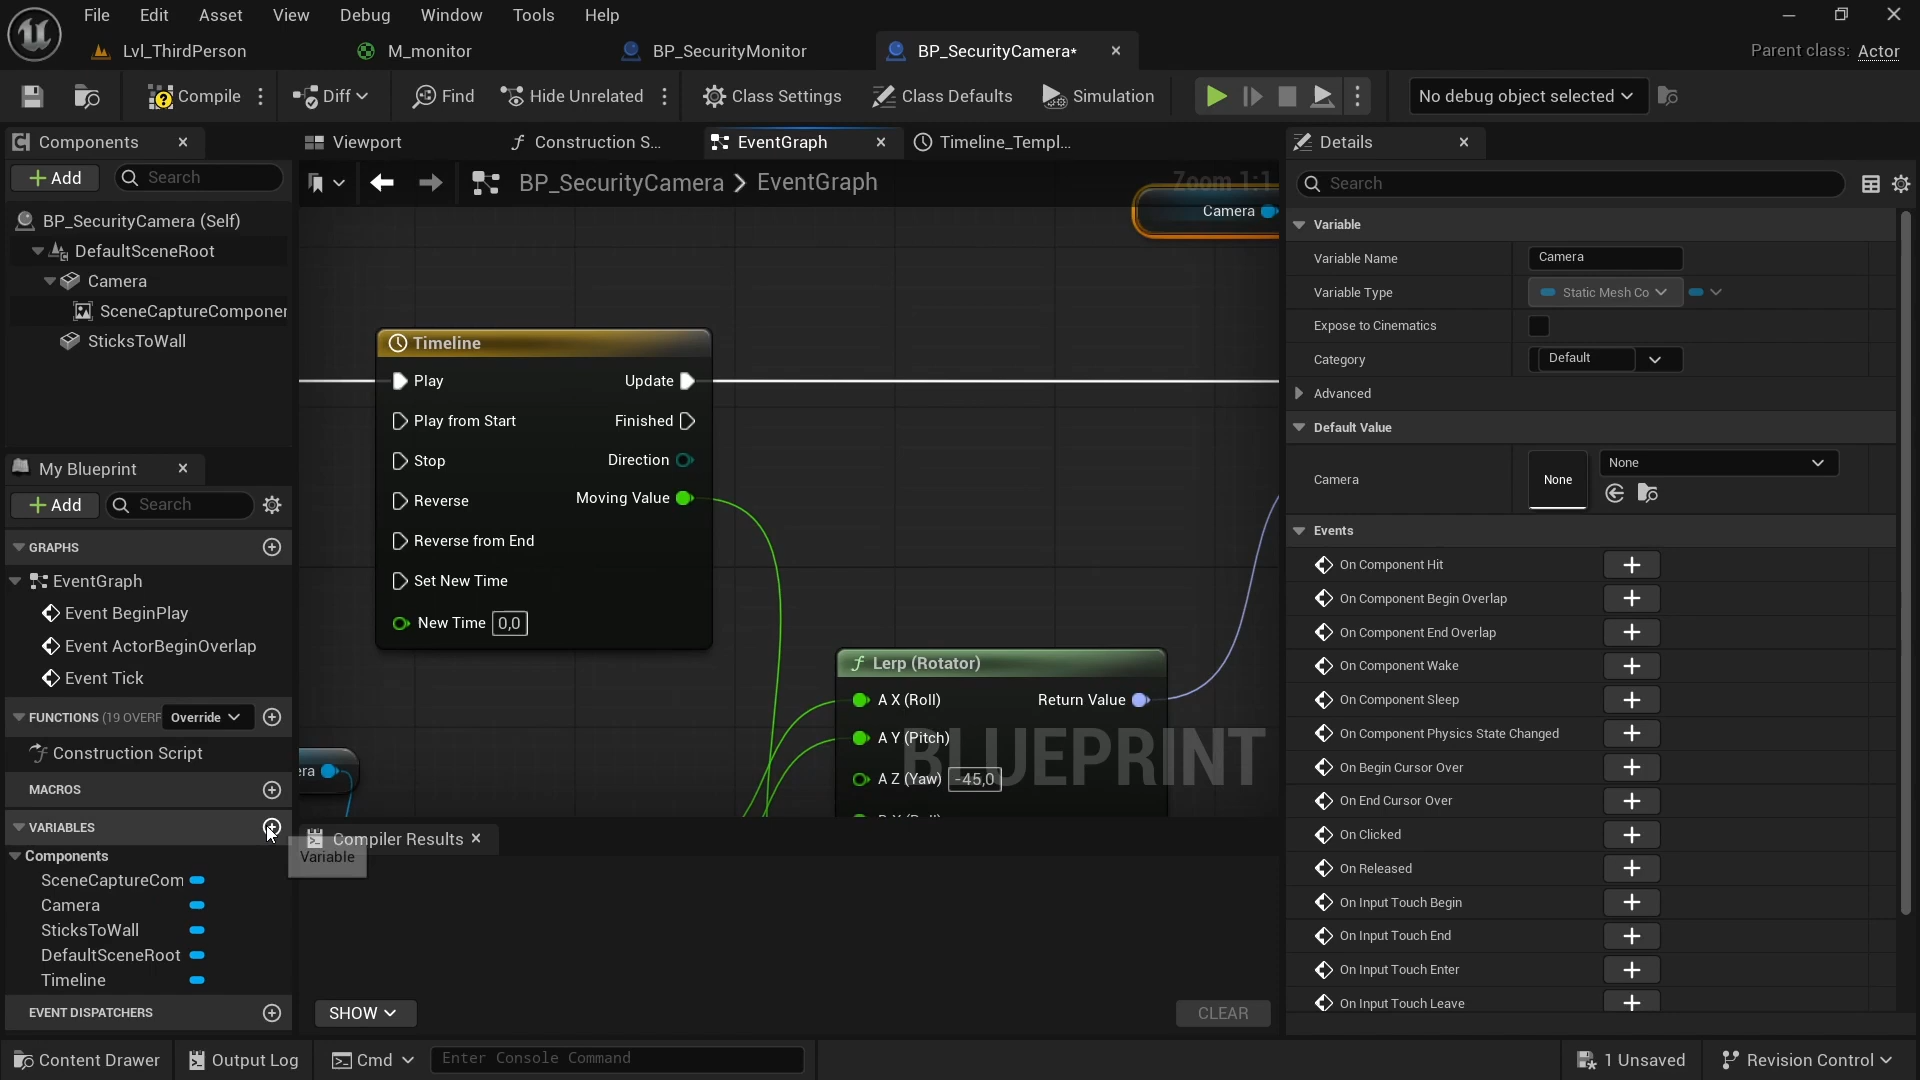 File Edit Asset View Debug Window Tools Help
Lvl_ThirdPerson M_monitor BP_SecurityMonitor BP_SecurityCamera* Parent class: Actor
Compile Diff Find Hide Unrelated Class Settings Class Defaults Simulation No debug object selected
Components Viewport Construction S... EventGraph Timeline_Templ... Details
Add Search BP_SecurityCamera > EventGraph Zoom 1:1 Search
BP_SecurityCamera (Self)
DefaultSceneRoot
Camera
SceneCaptureComponer
SticksToWall
My Blueprint
Add Search
GRAPHS
EventGraph
Event BeginPlay
Event ActorBeginOverlap
Event Tick
FUNCTIONS (19 OVERF Override
Construction Script
MACROS
VARIABLES
Variable
Components
SceneCaptureCom
Camera
SticksToWall
DefaultSceneRoot
Timeline
EVENT DISPATCHERS
Camera
Timeline
Play Update
Play from Start Finished
Stop Direction
Reverse Moving Value
Reverse from End
Set New Time
New Time 0,0
era
Lerp (Rotator)
A X (Roll) Return Value
A Y (Pitch)
A Z (Yaw) -45,0
BLUEPRINT
Compiler Results
SHOW CLEAR
Variable
Variable Name Camera
Variable Type Static Mesh Co
Expose to Cinematics
Category Default
Advanced
Default Value
Camera None None
Events
On Component Hit
On Component Begin Overlap
On Component End Overlap
On Component Wake
On Component Sleep
On Component Physics State Changed
On Begin Cursor Over
On End Cursor Over
On Clicked
On Released
On Input Touch Begin
On Input Touch End
On Input Touch Enter
On Input Touch Leave
Content Drawer Output Log Cmd Enter Console Command 1 Unsaved Revision Control